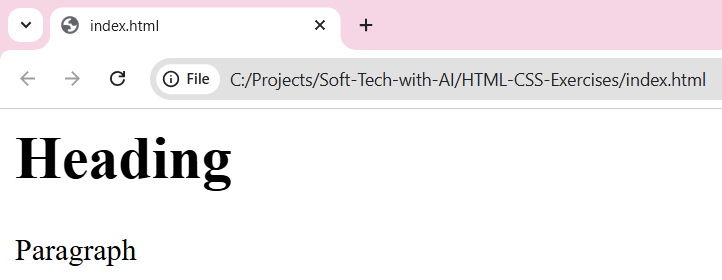 index.html
File C:/Projects/Soft-Tech-with-AI/HTML-CSS-Exercises/index.html
Heading
Paragraph